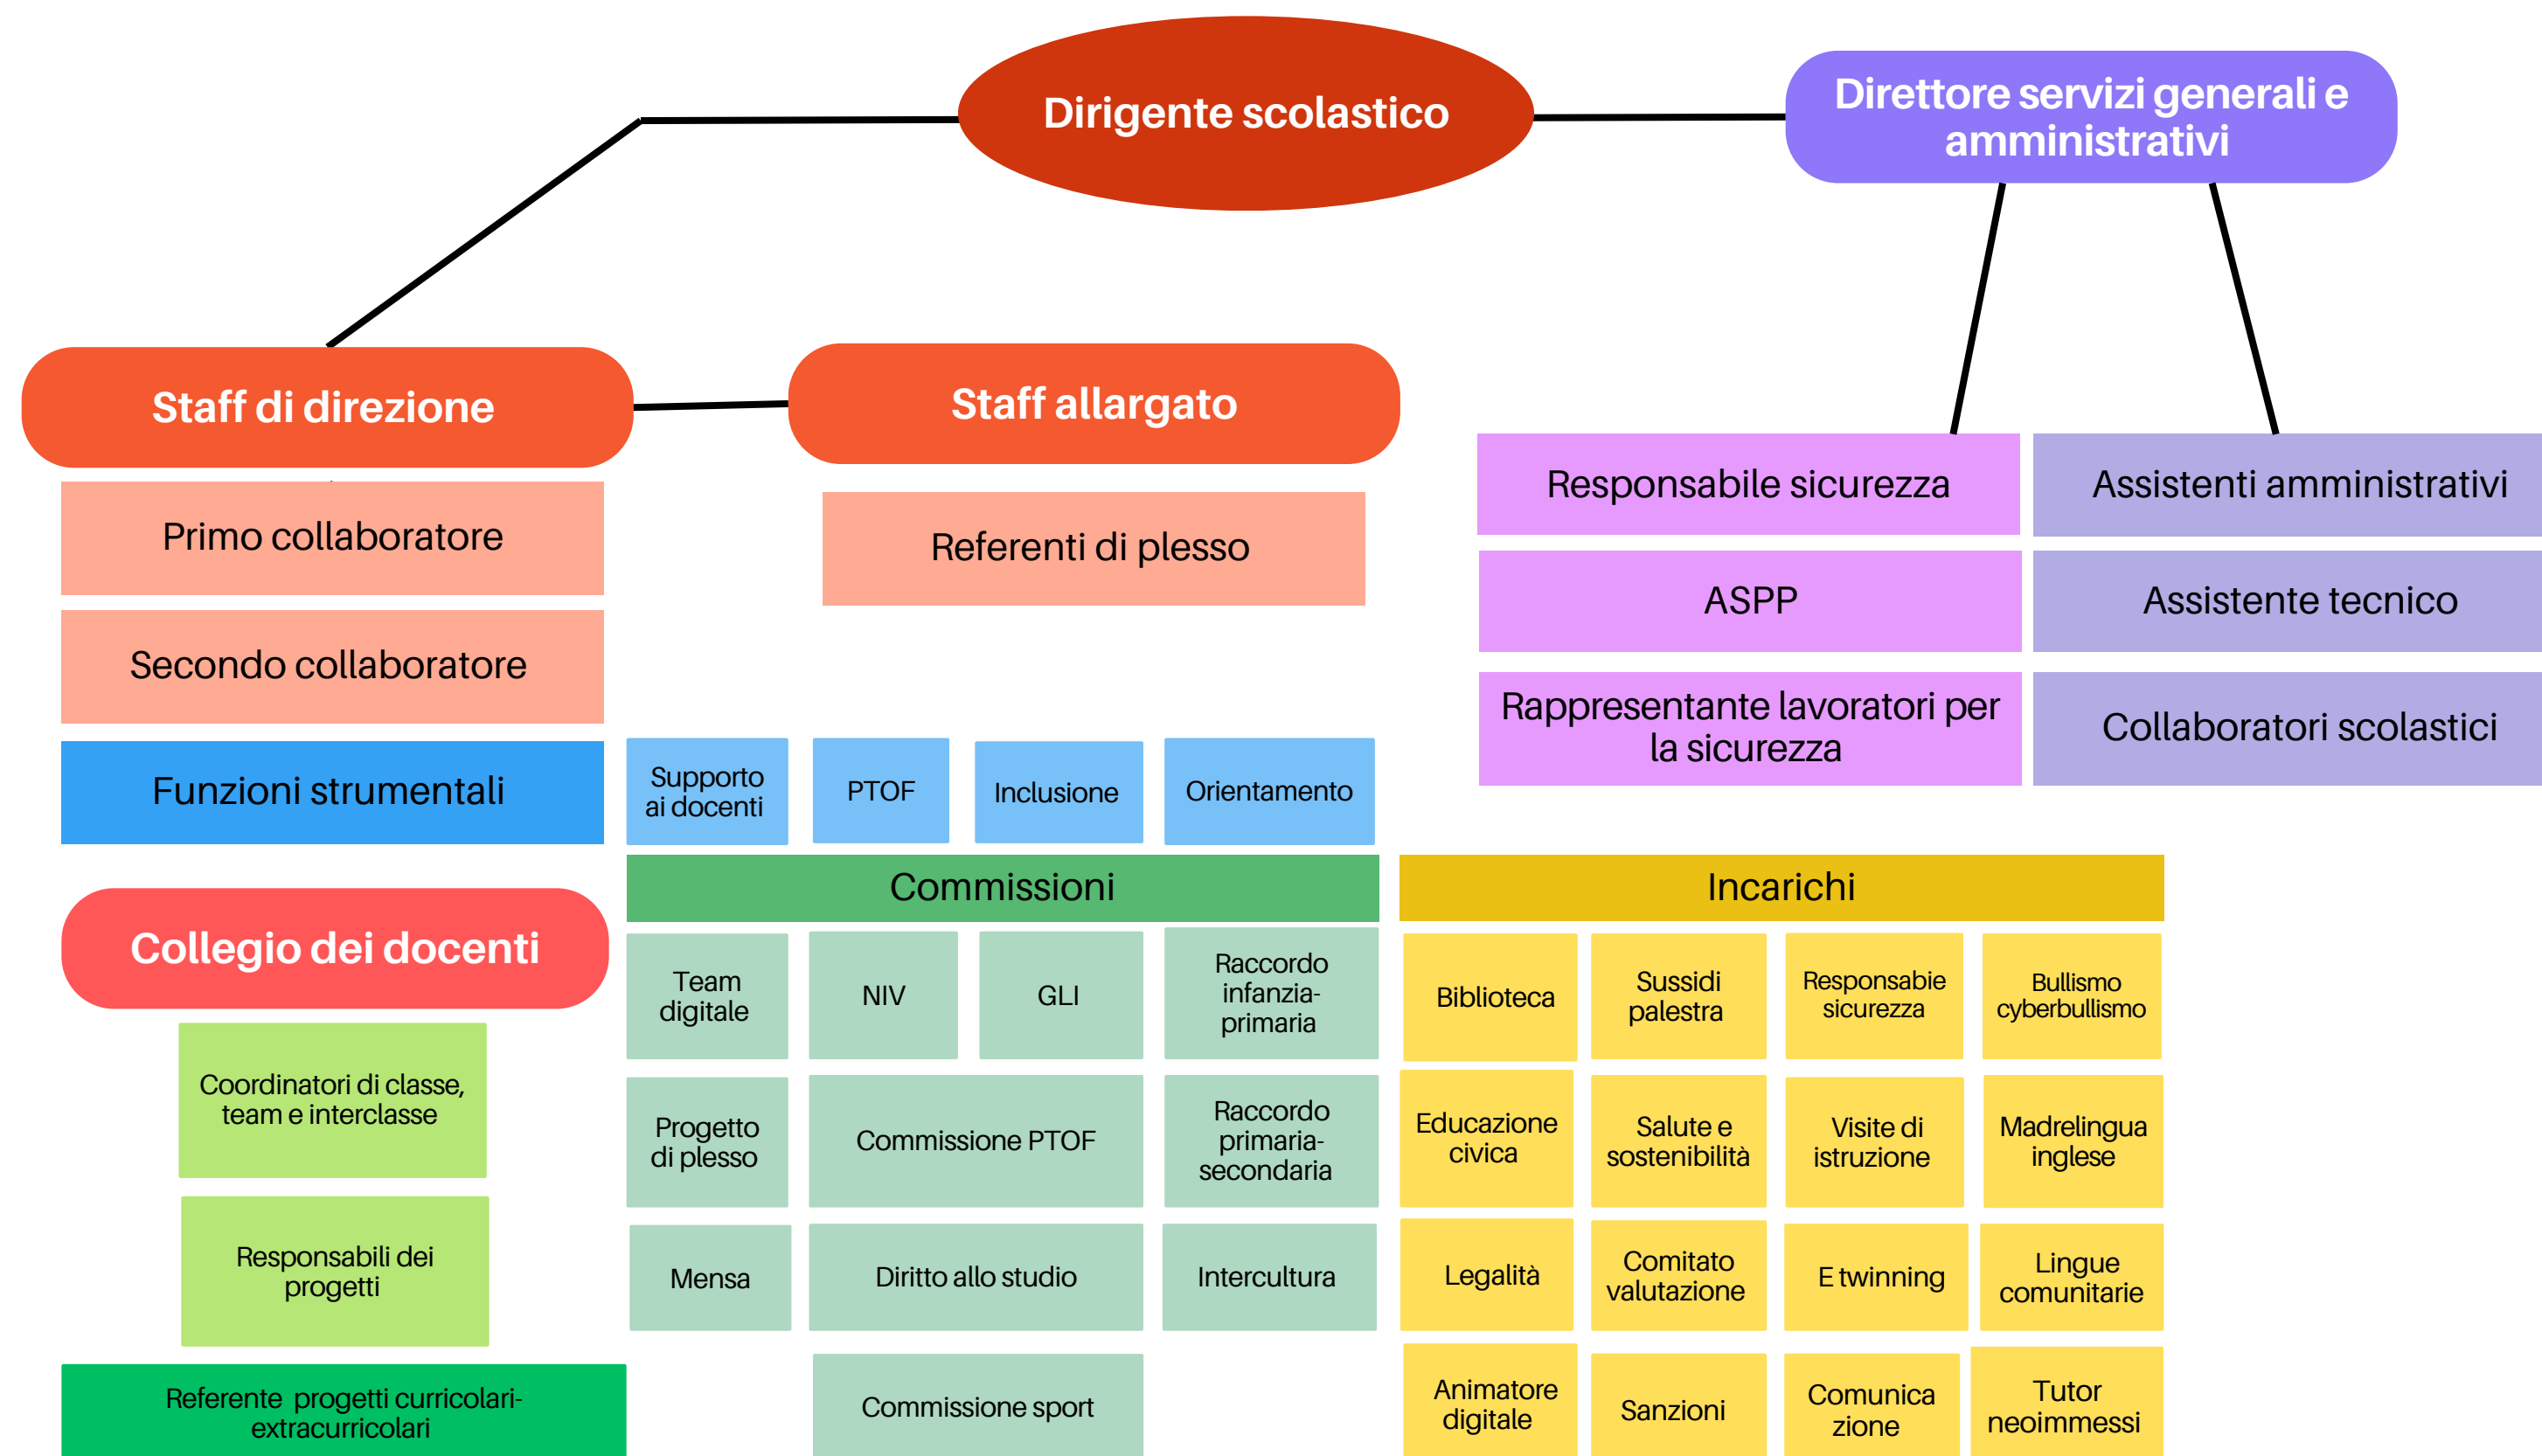 Dirigente scolastico
Direttore servizi generali e
amministrativi
Staff di direzione
Staff allargato
Primo collaboratore
Secondo collaboratore
Referenti di plesso
Responsabile sicurezza
Assistenti amministrativi
ASPP
Assistente tecnico
Rappresentante lavoratori per
la sicurezza
Collaboratori scolastici
Funzioni strumentali
Supporto
ai docenti
PTOF
Inclusione
Orientamento
Collegio dei docenti
Coordinatori di classe,
team e interclasse
Responsabili dei
progetti
Referente progetti curricolari-
extracurricolari
Commissioni
Team
digitale
NIV
GLI
Raccordo
infanzia-
primaria
Progetto
di plesso
Commissione PTOF
Raccordo
primaria-
secondaria
Mensa
Diritto allo studio
Intercultura
Commissione sport
Incarichi
Biblioteca
Sussidi
palestra
Responsabie
sicurezza
Bullismo
cyberbullismo
Educazione
civica
Salute e
sostenibilità
Visite di
istruzione
Madrelingua
inglese
Legalità
Comitato
valutazione
E twinning
Lingue
comunitarie
Animatore
digitale
Sanzioni
Comunica
zione
Tutor
neoimmessi